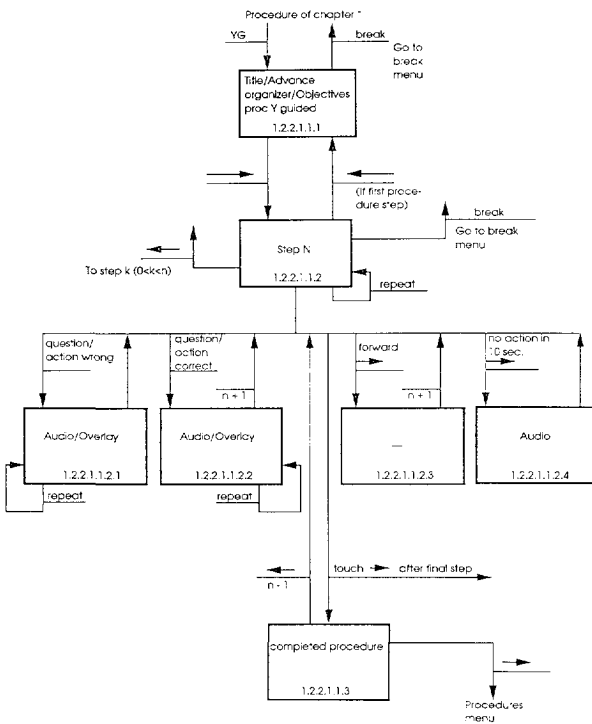 Procedure of chapter "
YG
break
Go to
break
menu
Title/Advance
organizer/Objectives
proc Y guided
1.2.2.1.1.1
(If first proce-
dure step)
break
Go to break
menu
Step N
1.2.2.1.1.2
To step k (0<k<n)
repeat
question/
action wrong
question/
action
correct
n + 1
forward
n + 1
no action in
10 sec.
Audio/Overlay
1.2.2.1.1.2.1
repeat
Audio/Overlay
1.2.2.1.1.2.2
repeat
—
1.2.2.1.1.2.3
Audio
1.2.2.1.1.2.4
n - 1
touch
after final step
completed procedure
1.2.2.1.1.3
Procedures
menu